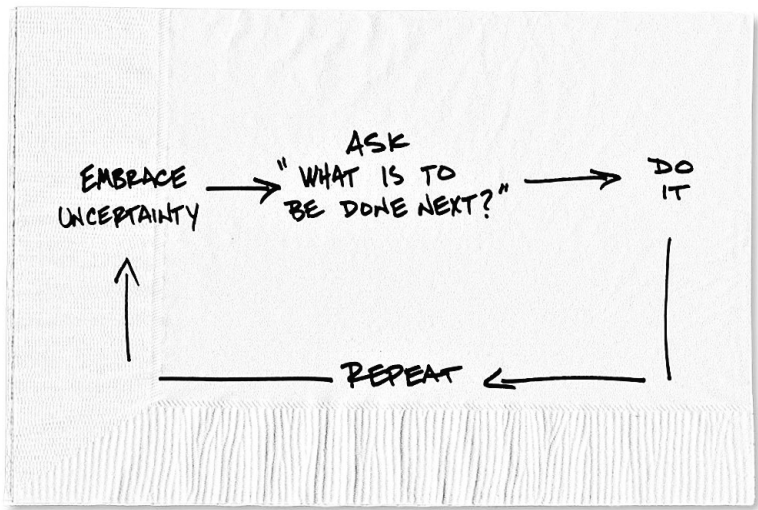 EMBRACE
UNCERTAINTY
ASK
"WHAT IS TO
BE DONE NEXT?"
DO
IT
REPEAT